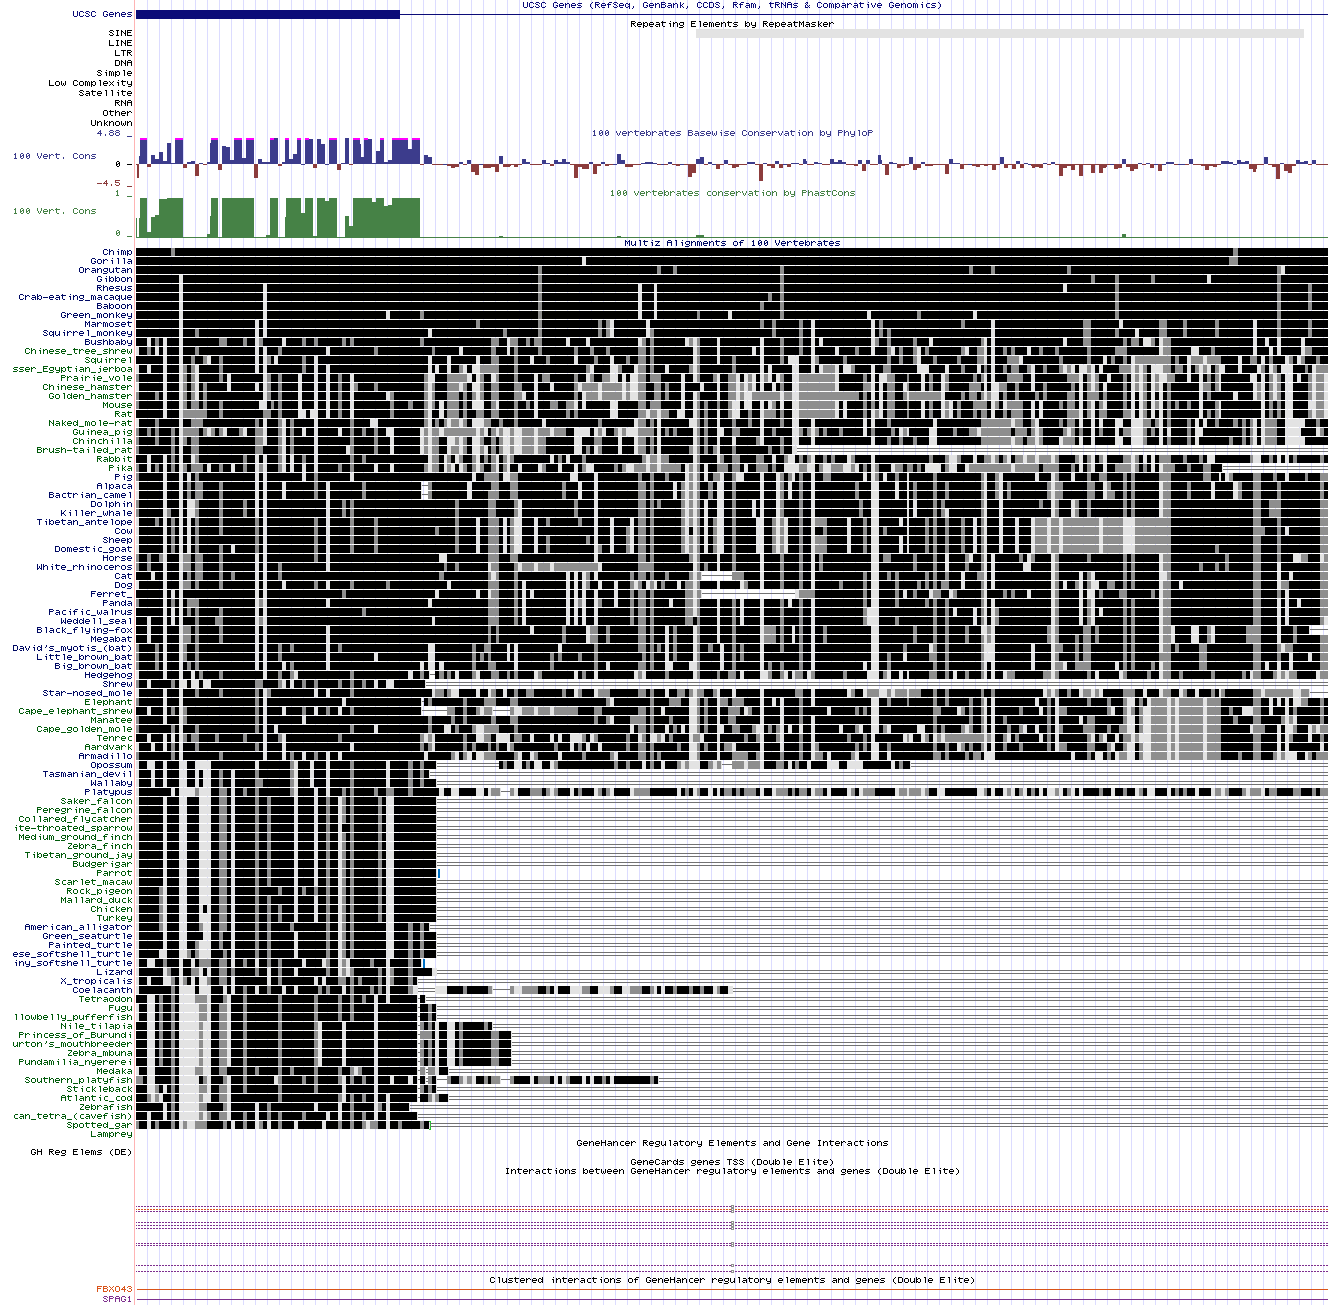 UCSC Genes (RefSeq, GenBank, CCDS, Rfam, tRNAs & Comparative Genomics)
UCSC Genes
Repeating Elements by RepeatMasker
SINE
LINE
LTR
DNA
Simple
Low Complexity
Satellite
RNA
Other
Unknown
4.88 _
100 vertebrates Basewise Conservation by PhyloP
100 Vert. Cons
0 _
-4.5 _
100 vertebrates conservation by PhastCons
1 _
100 Vert. Cons
0 _
Multiz Alignments of 100 Vertebrates
Chimp
Gorilla
Orangutan
Gibbon
Rhesus
Crab-eating_macaque
Baboon
Green_monkey
Marmoset
Squirrel_monkey
Bushbaby
Chinese_tree_shrew
Squirrel
sser_Egyptian_jerboa
Prairie_vole
Chinese_hamster
Golden_hamster
Mouse
Rat
Naked_mole-rat
Guinea_pig
Chinchilla
Brush-tailed_rat
Rabbit
Pika
Pig
Alpaca
Bactrian_camel
Dolphin
Killer_whale
Tibetan_antelope
Cow
Sheep
Domestic_goat
Horse
White_rhinoceros
Cat
Dog
Ferret_
Panda
Pacific_walrus
Weddell_seal
Black_flying-fox
Megabat
David's_myotis_(bat)
Little_brown_bat
Big_brown_bat
Hedgehog
Shrew
Star-nosed_mole
Elephant
Cape_elephant_shrew
Manatee
Cape_golden_mole
Tenrec
Aardvark
Armadillo
Opossum
Tasmanian_devil
Wallaby
Platypus
Saker_falcon
Peregrine_falcon
Collared_flycatcher
ite-throated_sparrow
Medium_ground_finch
Zebra_finch
Tibetan_ground_jay
Budgerigar
Parrot
Scarlet_macaw
Rock_pigeon
Mallard_duck
Chicken
Turkey
American_alligator
Green_seaturtle
Painted_turtle
ese_softshell_turtle
iny_softshell_turtle
Lizard
X_tropicalis
Coelacanth
Tetraodon
Fugu
llowbelly_pufferfish
Nile_tilapia
Princess_of_Burundi
urton's_mouthbreeder
Zebra_mbuna
Pundamilia_nyererei
Medaka
Southern_platyfish
Stickleback
Atlantic_cod
Zebrafish
can_tetra_(cavefish)
Spotted_gar
Lamprey
GeneHancer Regulatory Elements and Gene Interactions
GH Reg Elems (DE)
GeneCards genes TSS (Double Elite)
Interactions between GeneHancer regulatory elements and genes (Double Elite)
Clustered interactions of GeneHancer regulatory elements and genes (Double Elite)
FBXO43
SPAG1